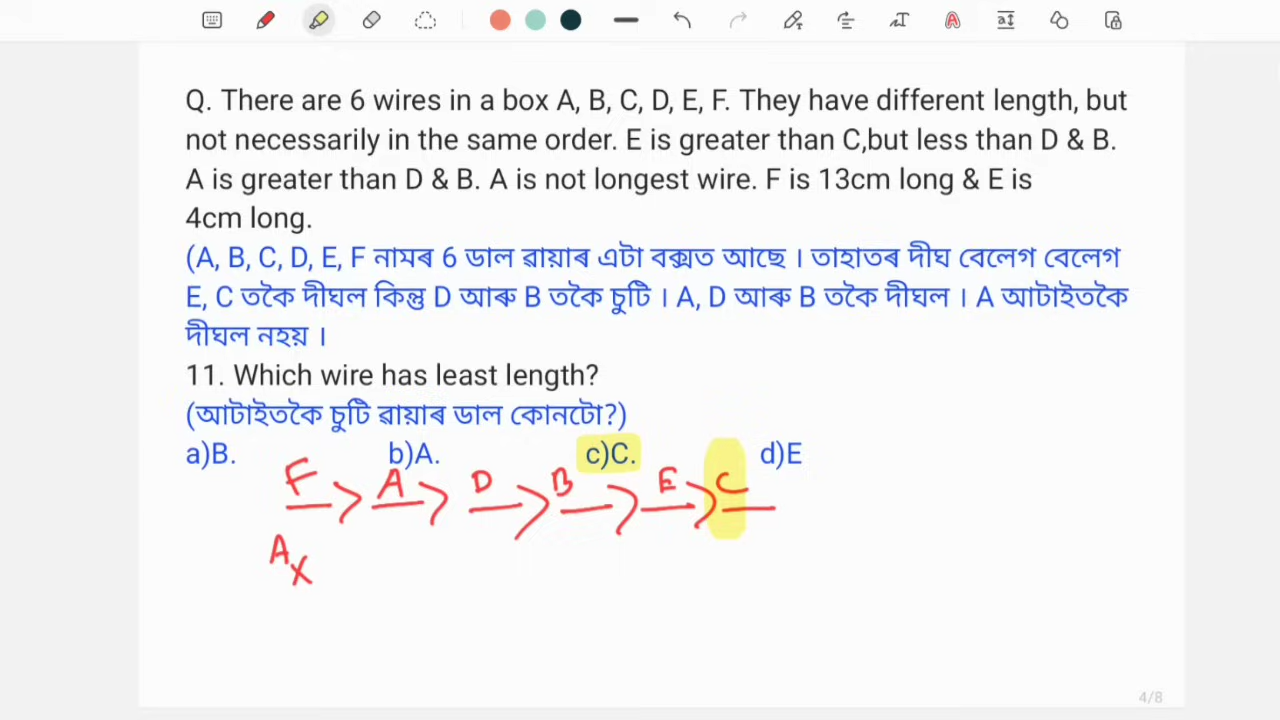 Q. There are 6 wires in a box A, B, C, D, E, F. They have different length, but
not necessarily in the same order. E is greater than C,but less than D & B.
A is greater than D & B. A is not longest wire. F is 13cm long & E is
4cm long.
(A, B, C, D, E, F নামৰ 6 ডাল ৱায়াৰ এটা বক্সত আছে । তাহাতৰ দীঘ বেলেগ বেলেগ
E, C তকৈ দীঘল কিন্তু D আৰু B তকৈ চুটি । A, D আৰু B তকৈ দীঘল । A আটাইতকৈ
দীঘল নহয় ।
11. Which wire has least length?
(আটাইতকৈ চুটি ৱায়াৰ ডাল কোনটো?)
a)B. b)A. c)C. d)E
F > A > D > B > E > C
A x
4/8